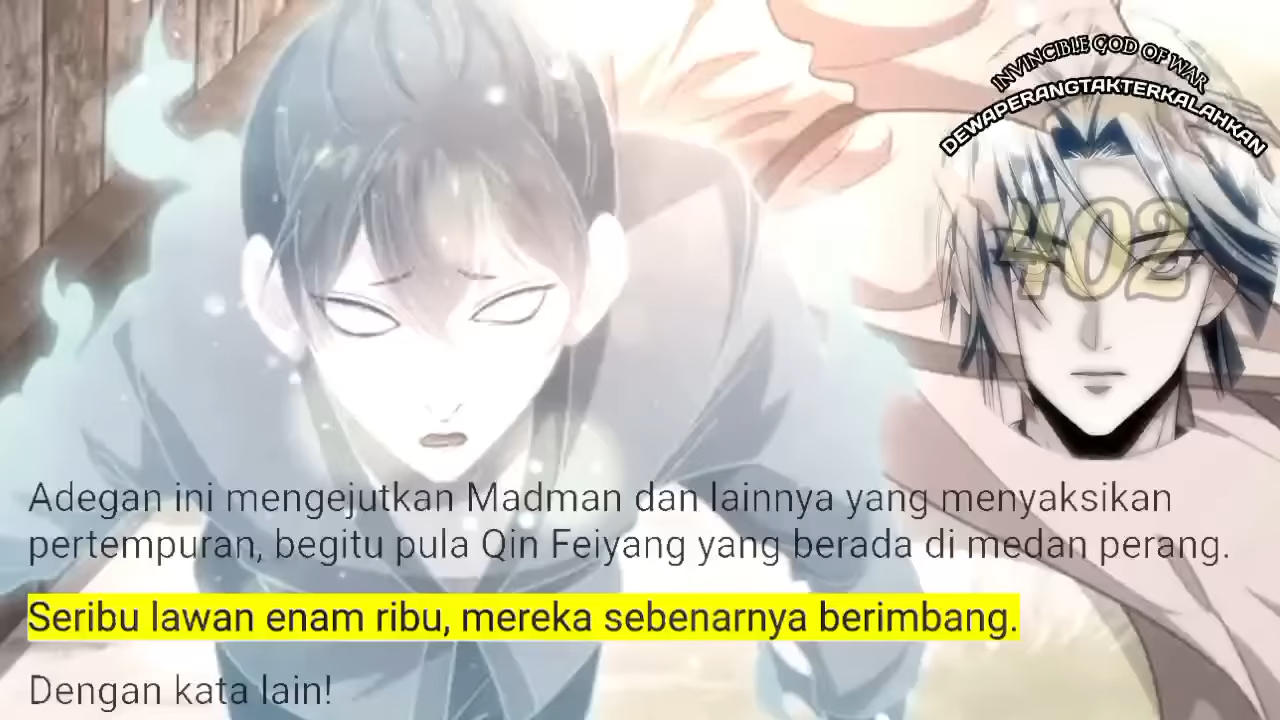 INVINCIBLE GOD OF WAR
DEWAPERANGTAKTERKALAHKAN
402
Adegan ini mengejutkan Madman dan lainnya yang menyaksikan
pertempuran, begitu pula Qin Feiyang yang berada di medan perang.
Seribu lawan enam ribu, mereka sebenarnya berimbang.
Dengan kata lain!